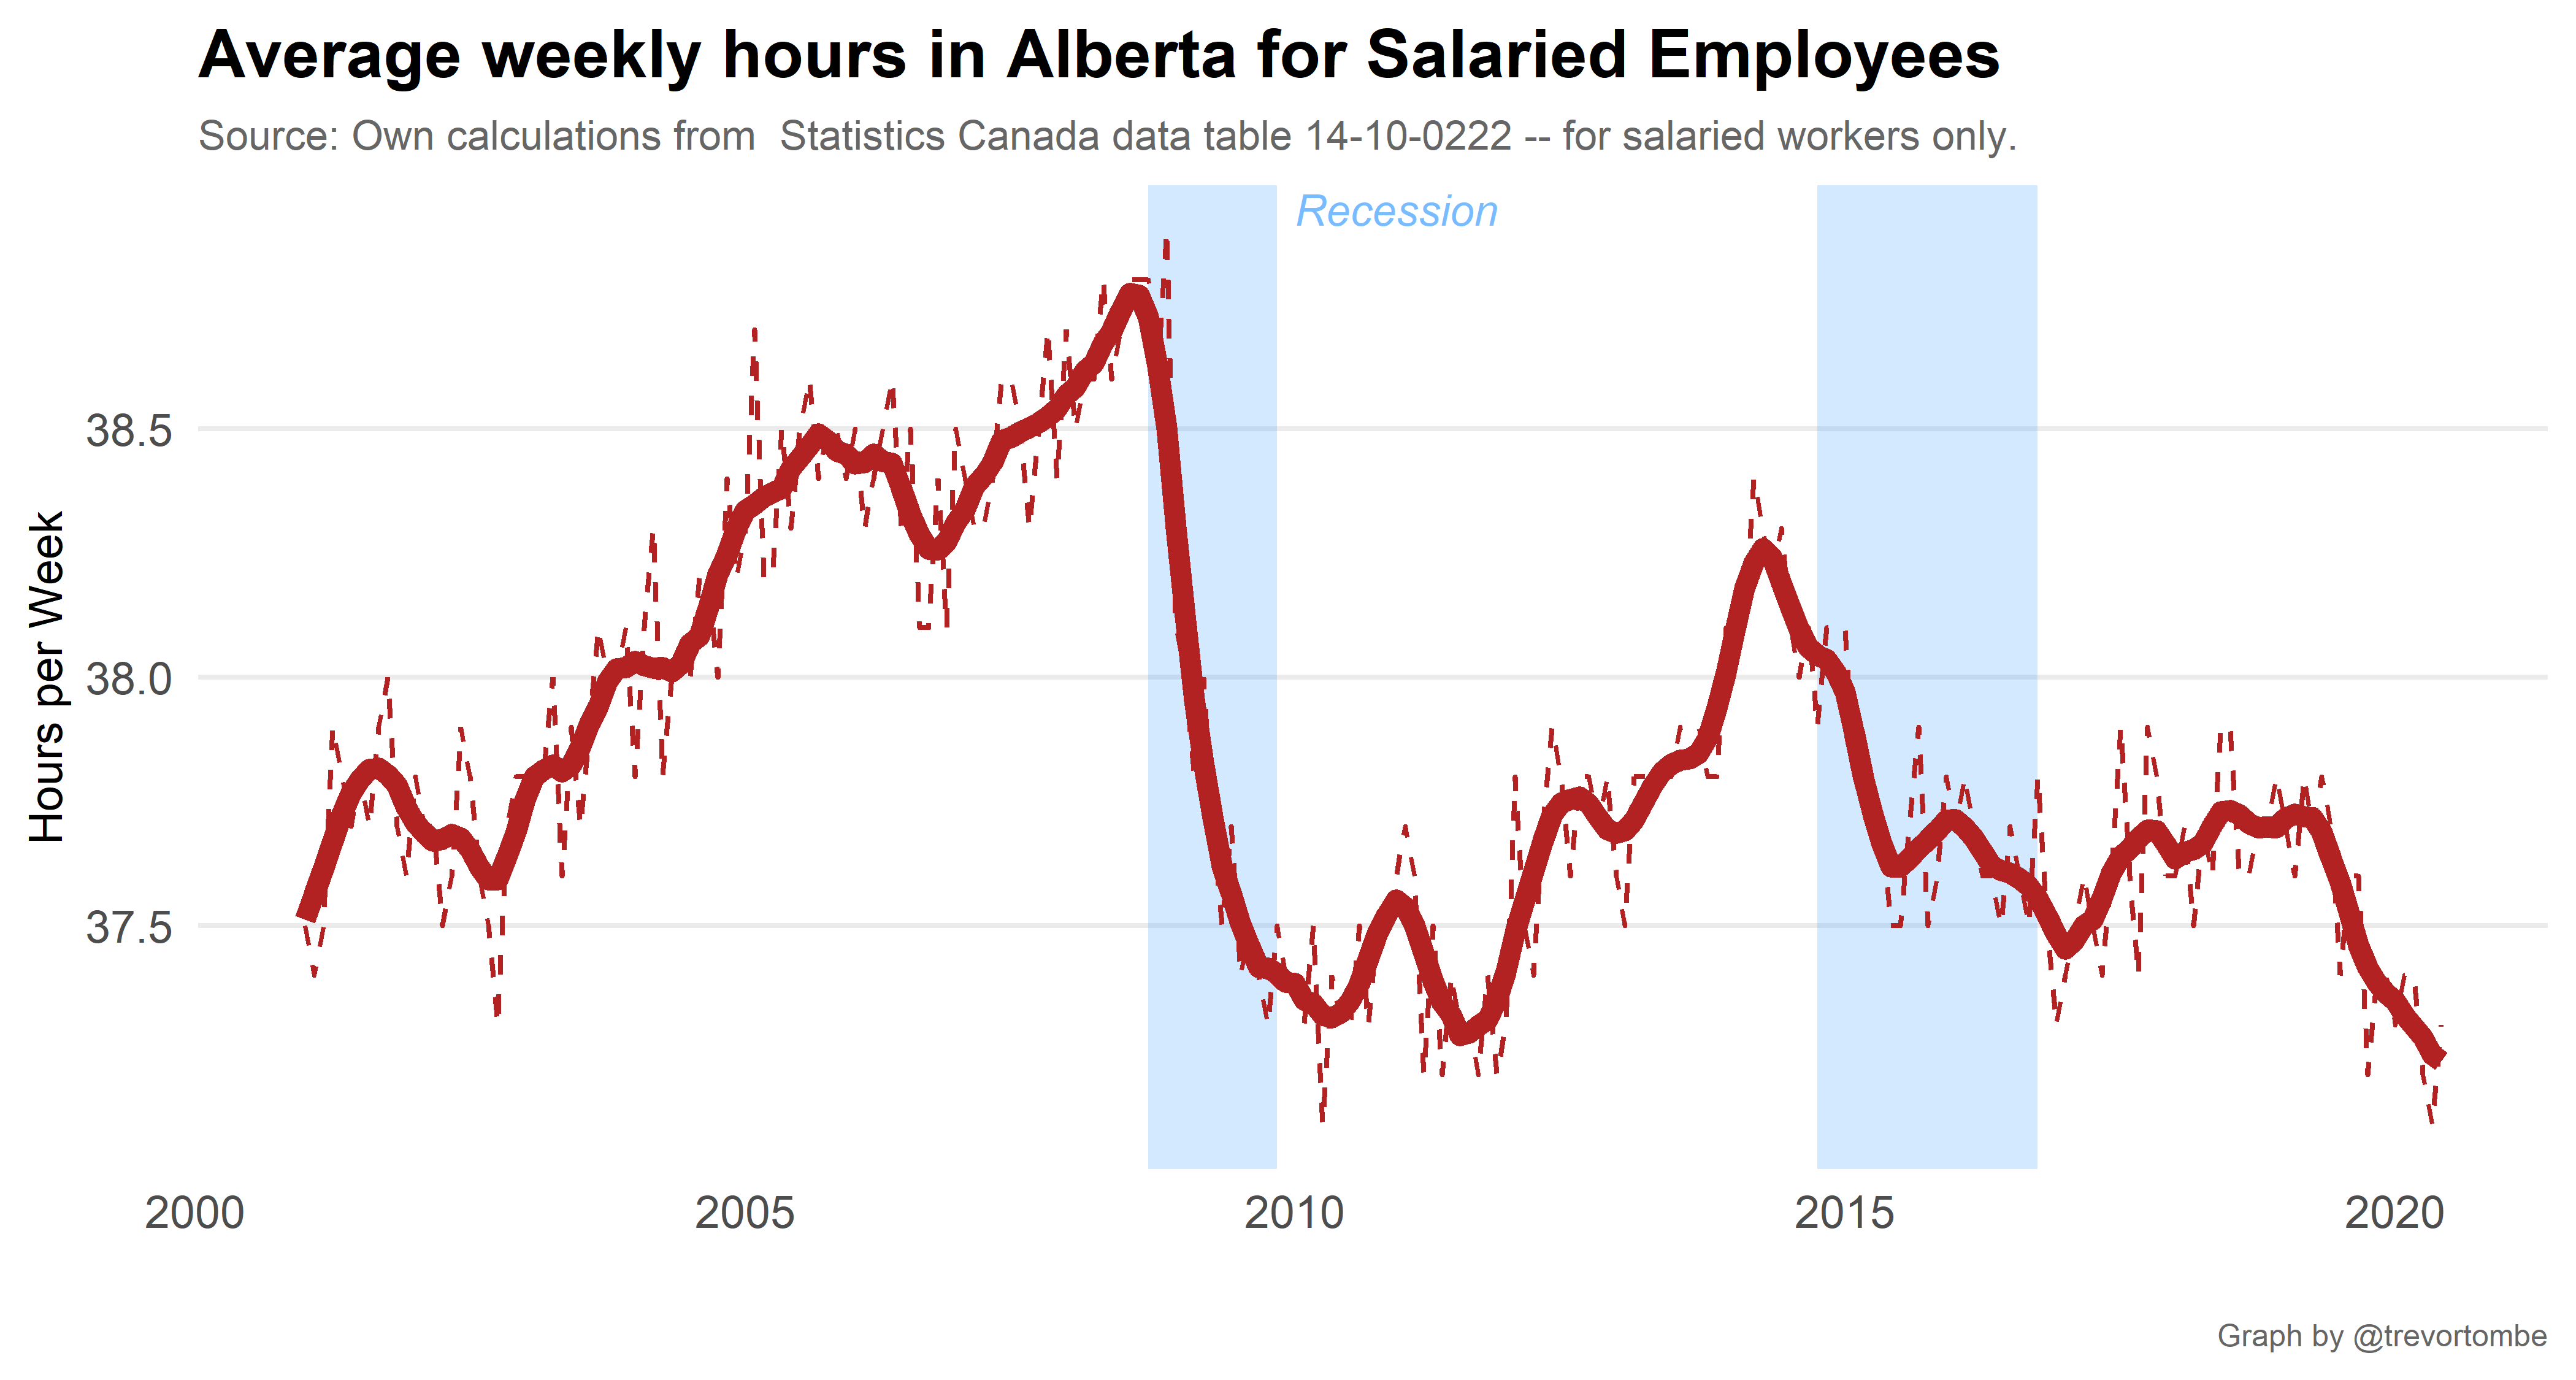 Average weekly hours in Alberta for Salaried Employees
Source: Own calculations from  Statistics Canada data table 14-10-0222 -- for salaried workers only.
Recession
Hours per Week
38.5
38.0
37.5
2000 2005 2010 2015 2020
Graph by @trevortombe